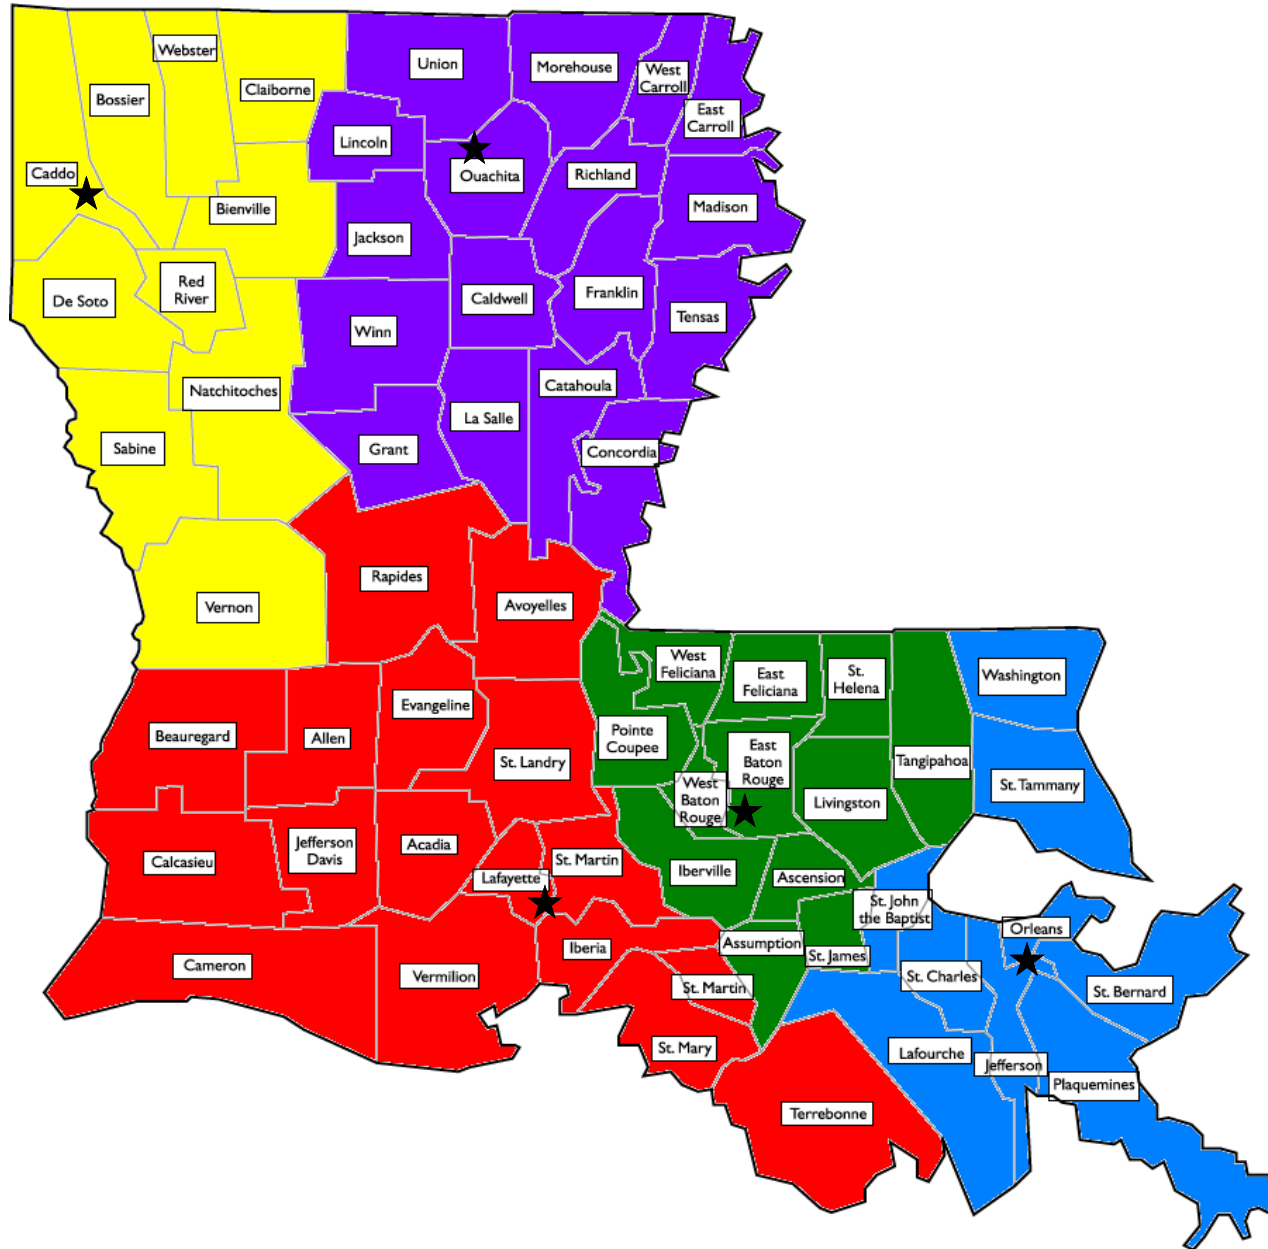 Webster
Union
Morehouse
West
Carroll
Claiborne
Bossier
East
Carroll
Lincoln
Caddo
Ouachita
Richland
Bienville
Madison
Jackson
Red
River
De Soto
Caldwell
Franklin
Tensas
Winn
Natchitoches
Catahoula
La Salle
Sabine
Grant
Concordia
Rapides
Vernon
Avoyelles
West
Feliciana
East
Feliciana
St.
Helena
Washington
Evangeline
Beauregard
Allen
Pointe
Coupee
East
Baton
Rouge
St. Landry
Tangipahoa
St. Tammany
West
Baton
Rouge
Livingston
Jefferson
Davis
Acadia
Calcasieu
St. Martin
Lafayette
Iberville
Ascension
St. John
the Baptist
Orleans
Assumption
Iberia
St. James
Cameron
Vermilion
St. Martin
St. Charles
St. Bernard
St. Mary
Lafourche
Jefferson
Plaquemines
Terrebonne